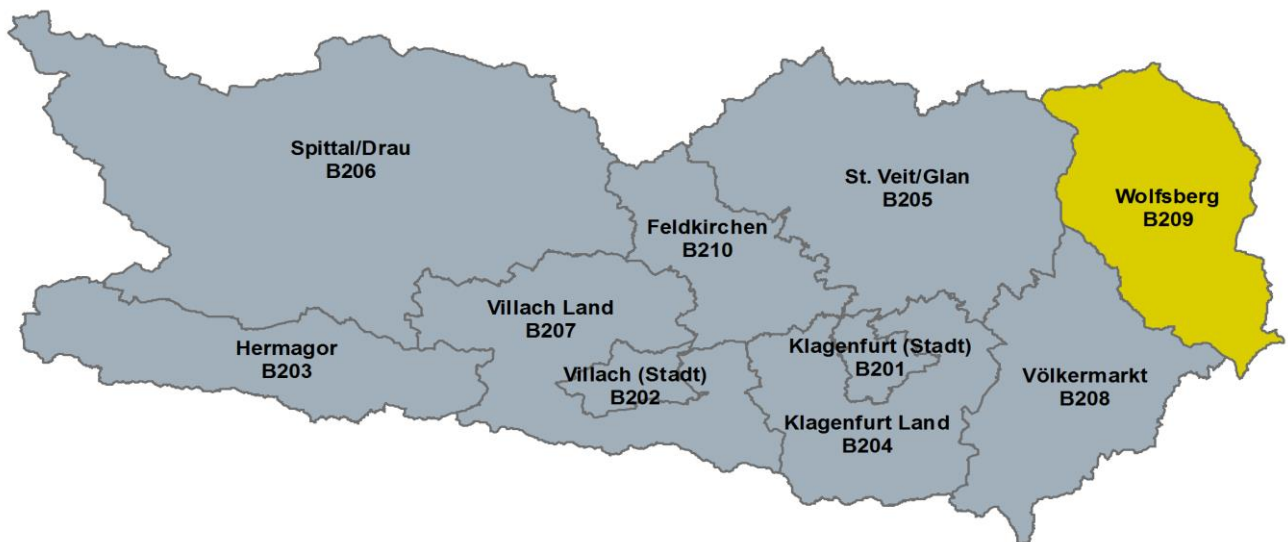 Spittal/Drau
B206
St. Veit/Glan
B205
Wolfsberg
B209
Feldkirchen
B210
Villach Land
B207
Hermagor
B203
Klagenfurt (Stadt)
B201
Villach (Stadt)
B202
Völkermarkt
B208
Klagenfurt Land
B204